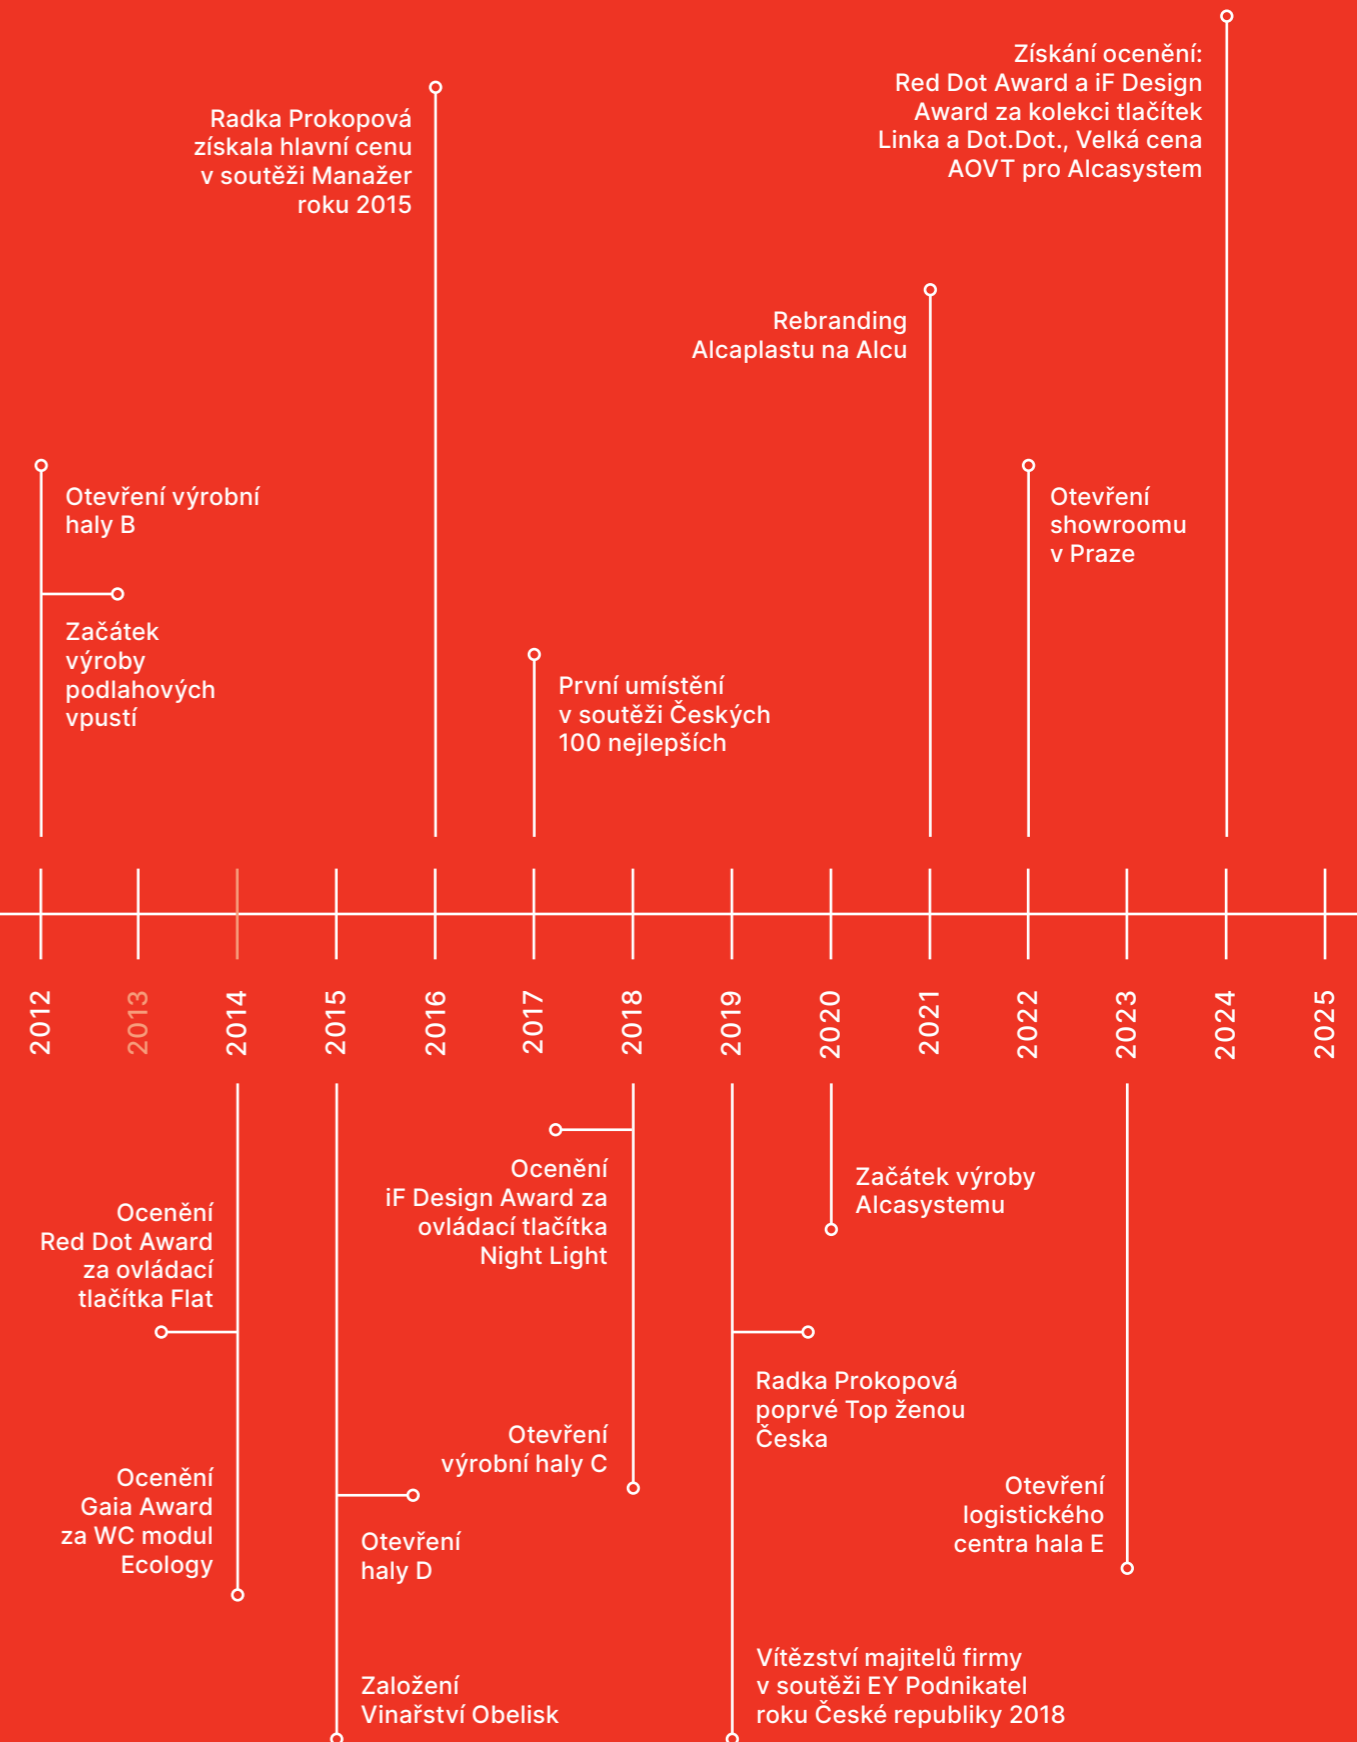 Získání ocenění:
Red Dot Award a iF Design
Award za kolekci tlačítek
Linka a Dot.Dot., Velká cena
AOVT pro Alcasystem
Radka Prokopová
získala hlavní cenu
v soutěži Manažer
roku 2015
Rebranding
Alcaplastu na Alcu
Otevření výrobní
haly B
Otevření
showroomu
v Praze
Začátek
výroby
podlahových
vpustí
První umístění
v soutěži Českých
100 nejlepších
2012
2013
2014
2015
2016
2017
2018
2019
2020
2021
2022
2023
2024
2025
Ocenění
Red Dot Award
za ovládací
tlačítka Flat
Ocenění
iF Design Award za
ovládací tlačítka
Night Light
Začátek výroby
Alcasystemu
Radka Prokopová
poprvé Top ženou
Česka
Otevření
výrobní haly C
Ocenění
Gaia Award
za WC modul
Ecology
Otevření
haly D
Otevření
logistického
centra hala E
Založení
Vinařství Obelisk
Vítězství majitelů firmy
v soutěži EY Podnikatel
roku České republiky 2018